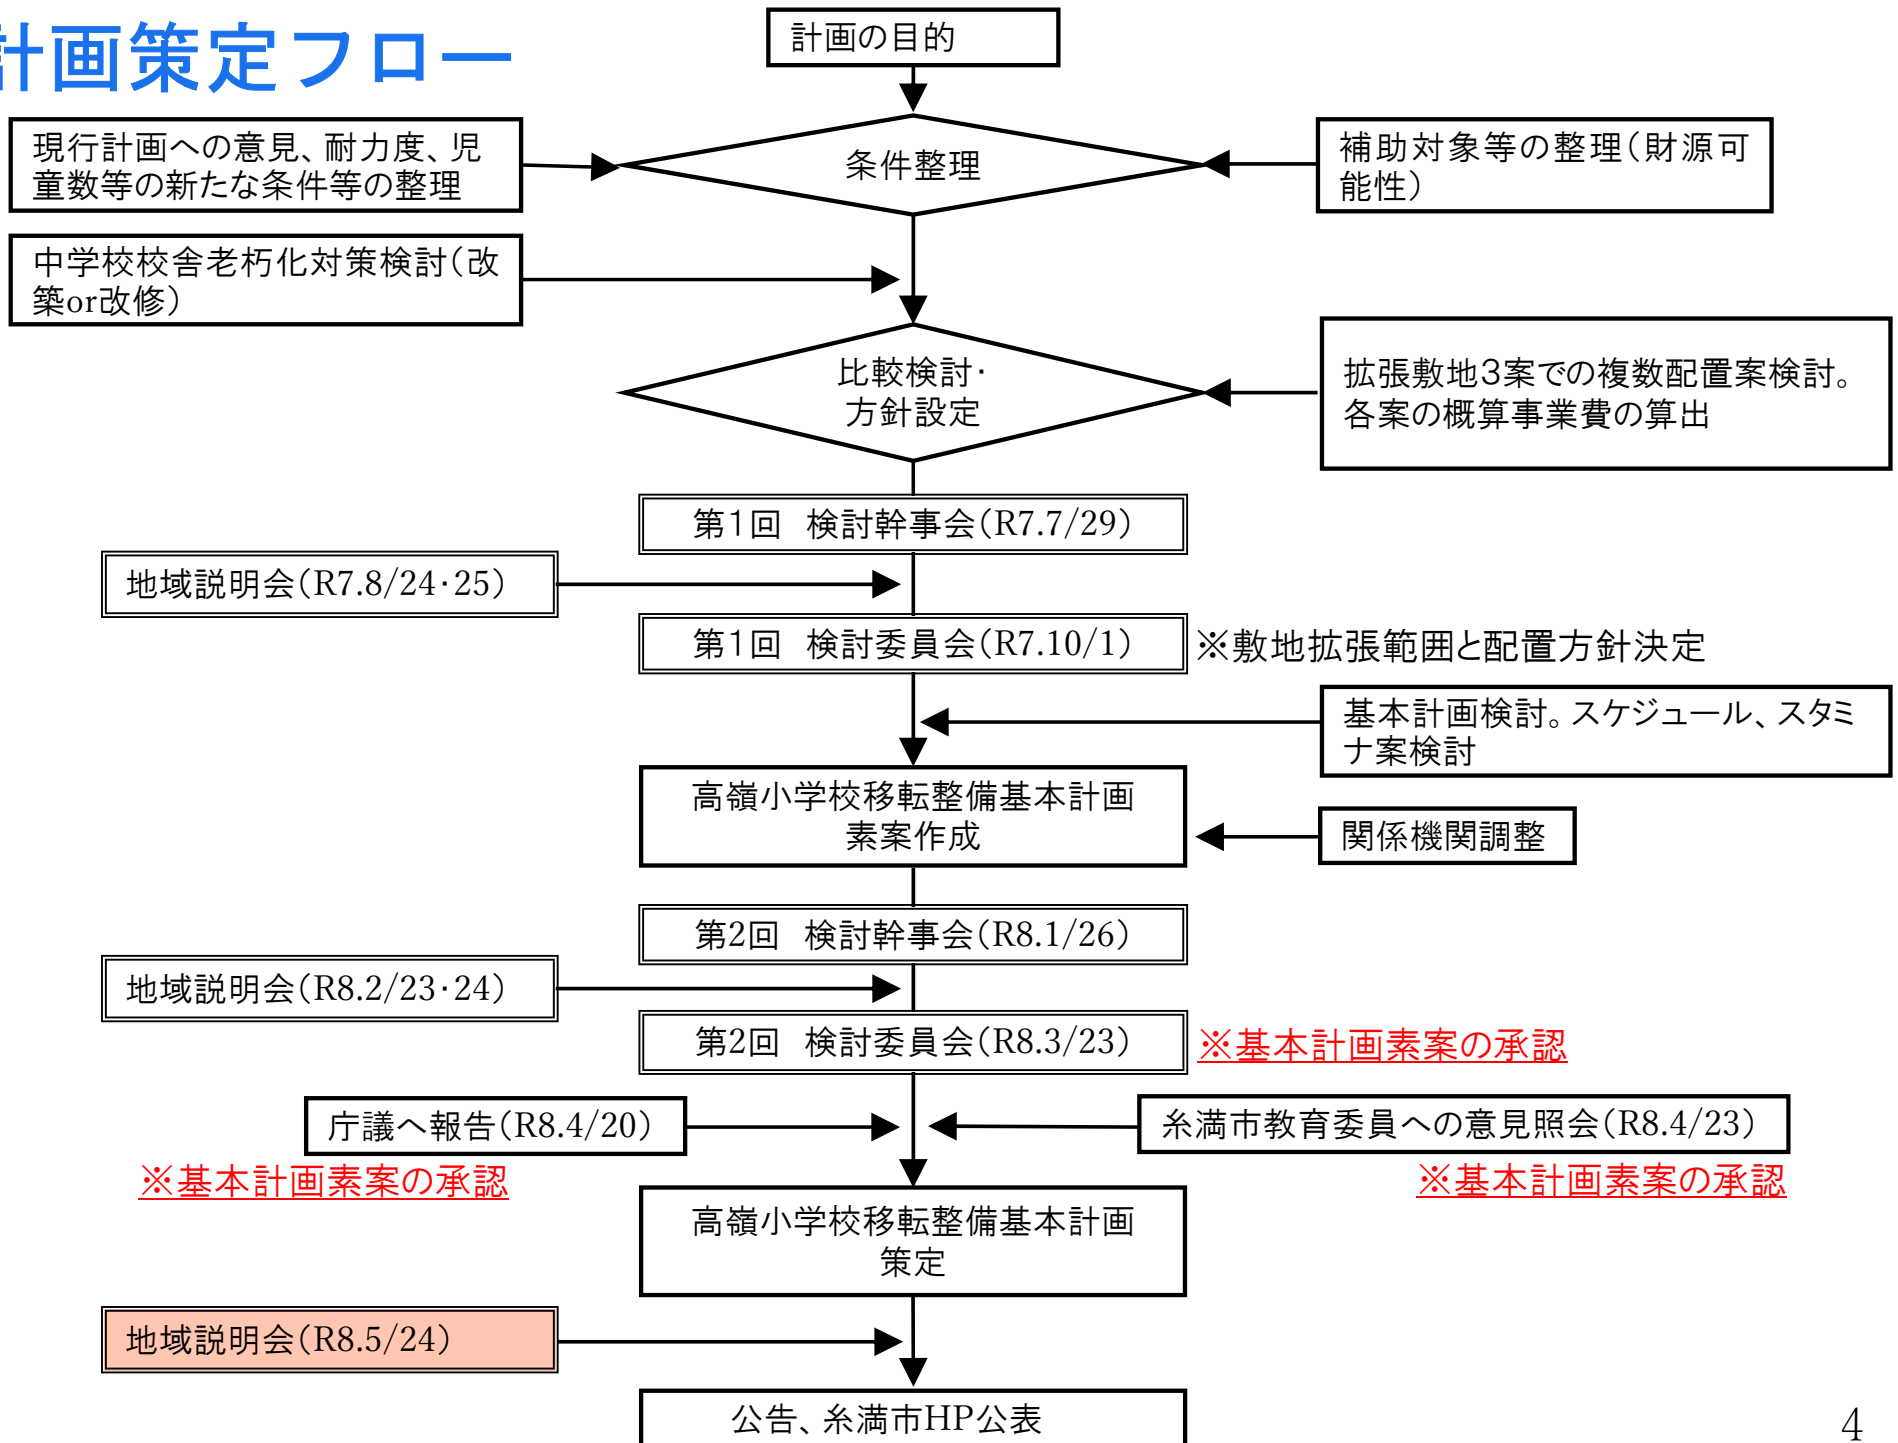 計画策定フロー
計画の目的
現行計画への意見、耐力度、児
童数等の新たな条件等の整理
条件整理
補助対象等の整理（財源可
能性）
中学校校舎老朽化対策検討（改
築or改修）
比較検討・
方針設定
拡張敷地3案での複数配置案検討。
各案の概算事業費の算出
第1回　検討幹事会（R7.7/29）
地域説明会（R7.8/24・25）
第1回　検討委員会（R7.10/1）
※敷地拡張範囲と配置方針決定
基本計画検討。スケジュール、スタミ
ナ案検討
高嶺小学校移転整備基本計画
素案作成
関係機関調整
第2回　検討幹事会（R8.1/26）
地域説明会（R8.2/23・24）
第2回　検討委員会（R8.3/23）
※基本計画素案の承認
庁議へ報告（R8.4/20）
糸満市教育委員への意見照会（R8.4/23）
※基本計画素案の承認
※基本計画素案の承認
高嶺小学校移転整備基本計画
策定
地域説明会（R8.5/24）
公告、糸満市HP公表
4